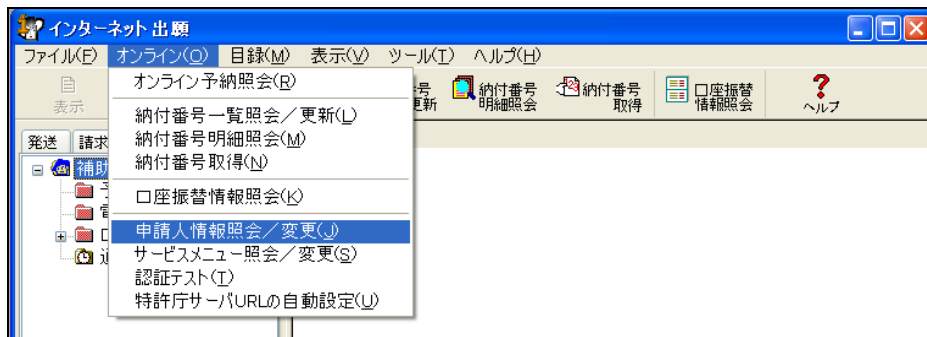 インターネット出願
ファイル(F) オンライン(O) 目録(M) 表示(V) ツール(T) ヘルプ(H)
表示
オンライン予納照会(R)
納付番号一覧照会／更新(L)
納付番号明細照会(M)
納付番号取得(N)
口座振替情報照会(K)
申請人情報照会／変更(J)
サービスメニュー照会／変更(S)
認証テスト(T)
特許庁サーバURLの自動設定(U)
号
更新
納付番号
明細照会
納付番号
取得
口座振替
情報照会
ヘルプ
発送 請求
補助